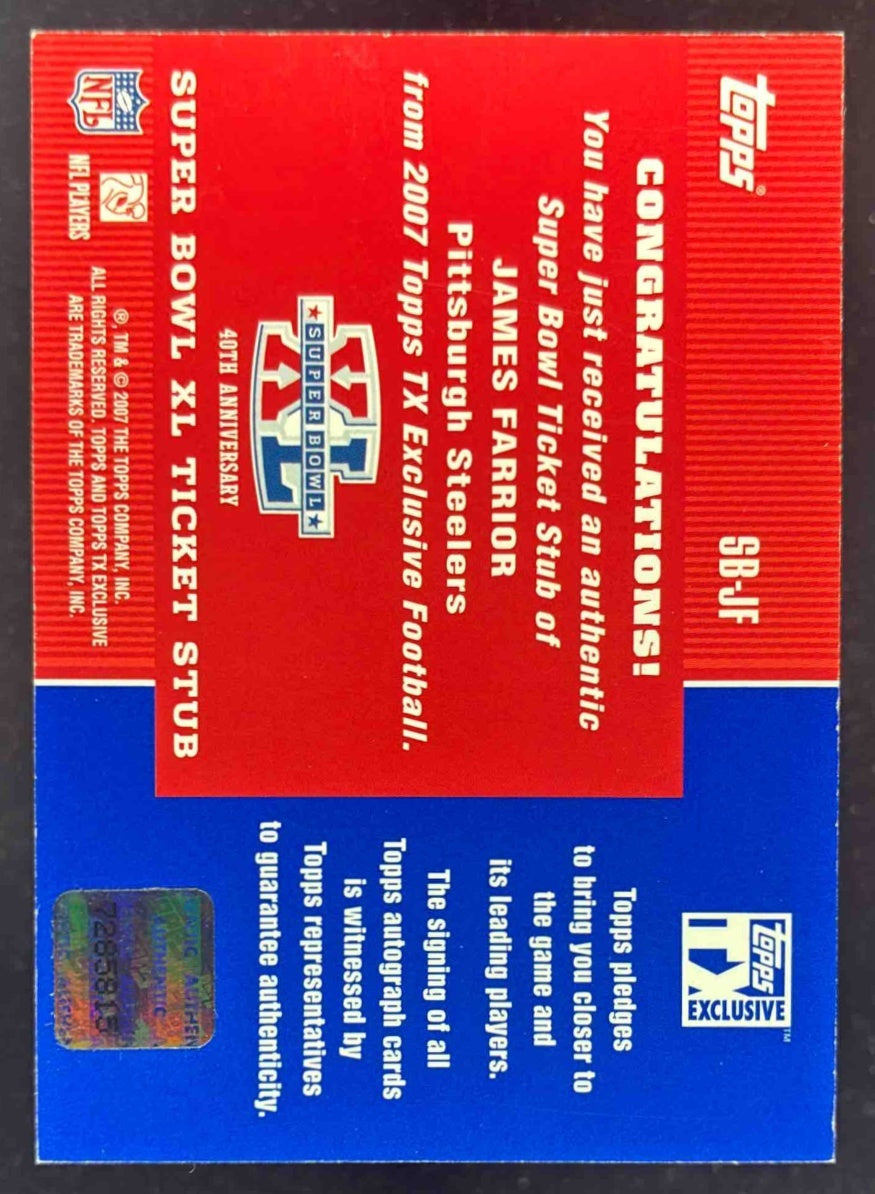 topps®
SB-JF
CONGRATULATIONS!
You have just received an authentic
Super Bowl Ticket Stub of
JAMES FARRIOR
Pittsburgh Steelers
from 2007 Topps TX Exclusive Football.
XL
SUPER BOWL
40TH ANNIVERSARY
SUPER BOWL XL TICKET STUB
NFL
NFL PLAYERS
®, TM & © 2007 THE TOPPS COMPANY, INC.
ALL RIGHTS RESERVED. TOPPS AND TOPPS TX EXCLUSIVE
ARE TRADEMARKS OF THE TOPPS COMPANY, INC.
topps
TX
EXCLUSIVE™
Topps pledges
to bring you closer to
the game and
its leading players.
The signing of all
Topps autograph cards
is witnessed by
Topps representatives
to guarantee authenticity.
AUTHENTIC
7285815